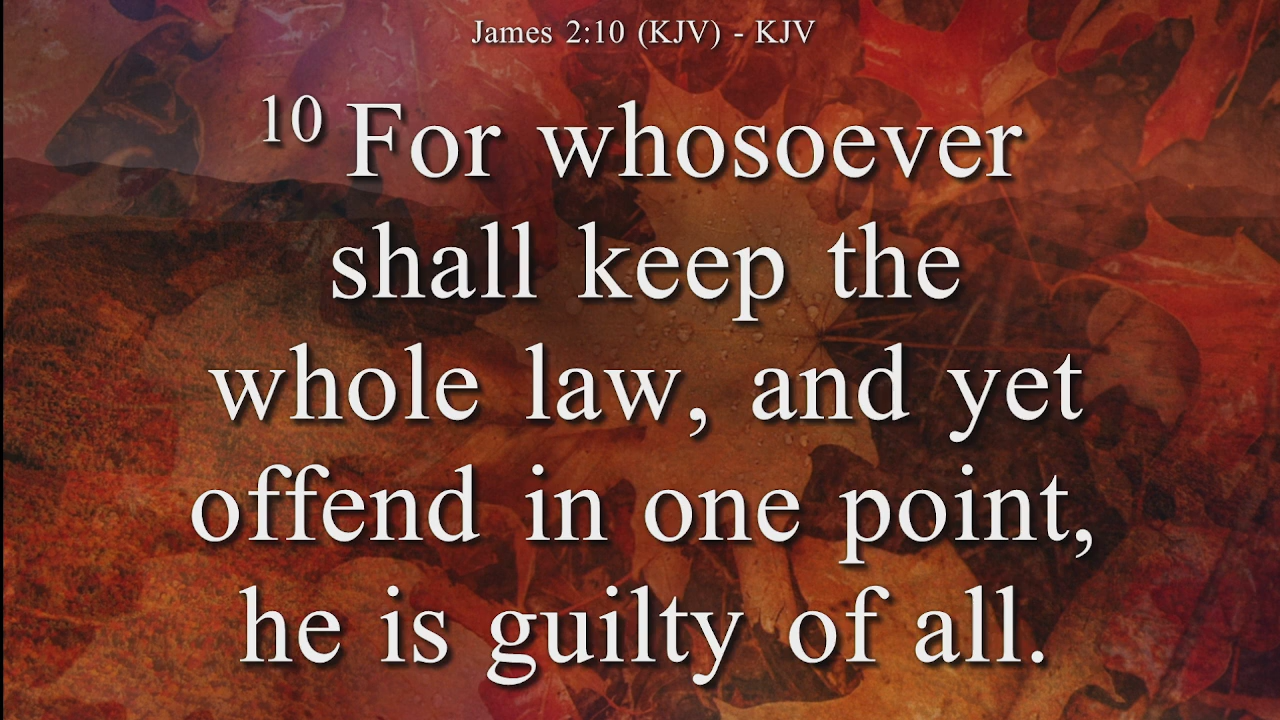 James 2:10 (KJV) - KJV
10 For whosoever
shall keep the
whole law, and yet
offend in one point,
he is guilty of all.